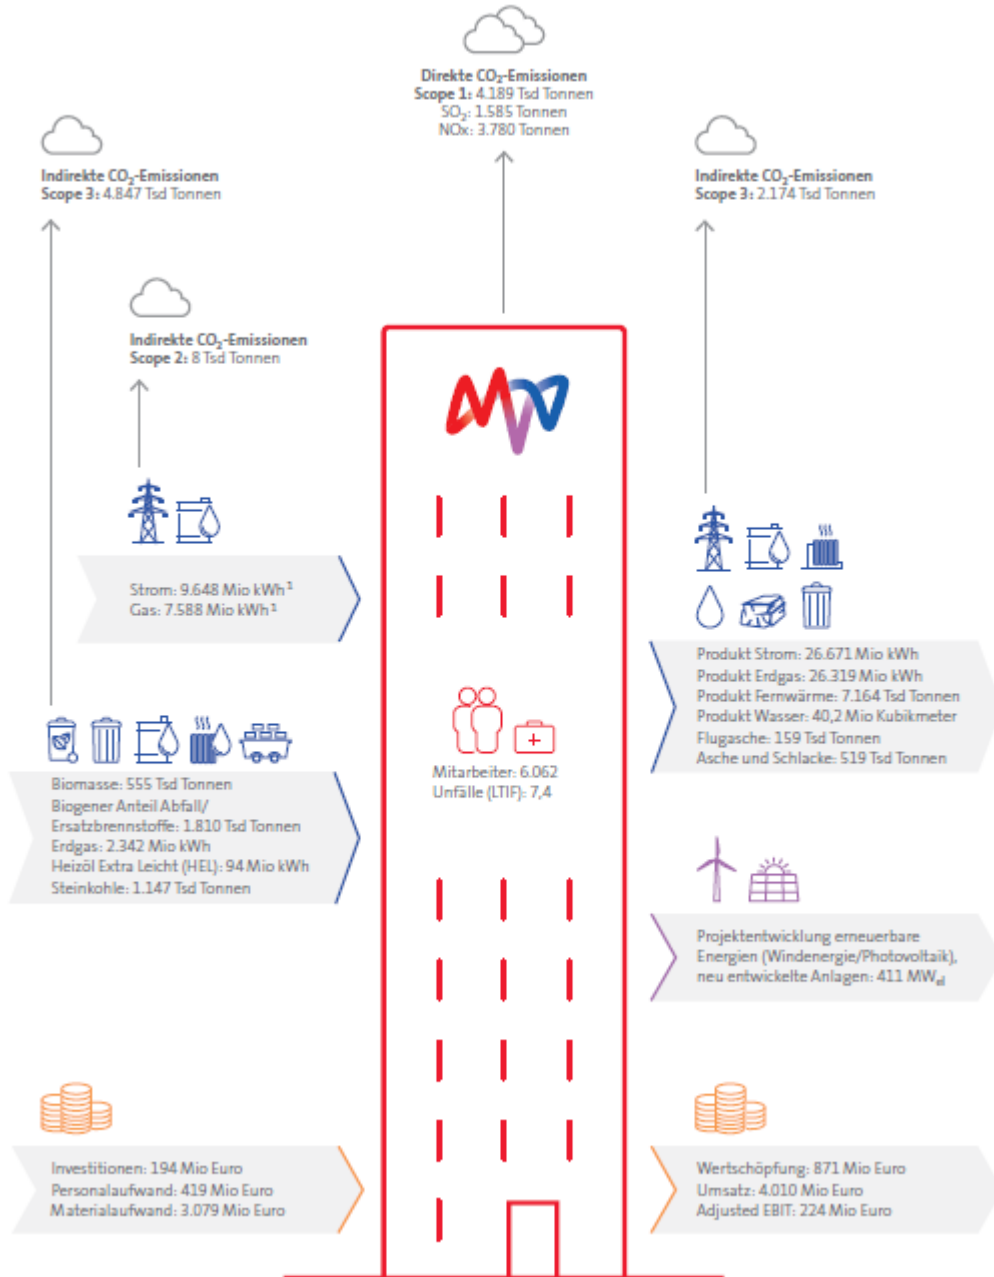 Direkte CO₂-Emissionen
Scope 1: 4.189 Tsd Tonnen
SO₂: 1.585 Tonnen
NOx: 3.780 Tonnen
Indirekte CO₂-Emissionen
Scope 3: 4.847 Tsd Tonnen
Indirekte CO₂-Emissionen
Scope 3: 2.174 Tsd Tonnen
Indirekte CO₂-Emissionen
Scope 2: 8 Tsd Tonnen
MVV
Strom: 9.648 Mio kWh¹
Gas: 7.588 Mio kWh¹
Produkt Strom: 26.671 Mio kWh
Produkt Erdgas: 26.319 Mio kWh
Produkt Fernwärme: 7.164 Tsd Tonnen
Produkt Wasser: 40,2 Mio Kubikmeter
Flugasche: 159 Tsd Tonnen
Asche und Schlacke: 519 Tsd Tonnen
Mitarbeiter: 6.062
Unfälle (LTIF): 7,4
Biomasse: 555 Tsd Tonnen
Biogener Anteil Abfall/
Ersatzbrennstoffe: 1.810 Tsd Tonnen
Erdgas: 2.342 Mio kWh
Heizöl Extra Leicht (HEL): 94 Mio kWh
Steinkohle: 1.147 Tsd Tonnen
Projektentwicklung erneuerbare
Energien (Windenergie/Photovoltaik),
neu entwickelte Anlagen: 411 MWel
Investitionen: 194 Mio Euro
Personalaufwand: 419 Mio Euro
Materialaufwand: 3.079 Mio Euro
Wertschöpfung: 871 Mio Euro
Umsatz: 4.010 Mio Euro
Adjusted EBIT: 224 Mio Euro